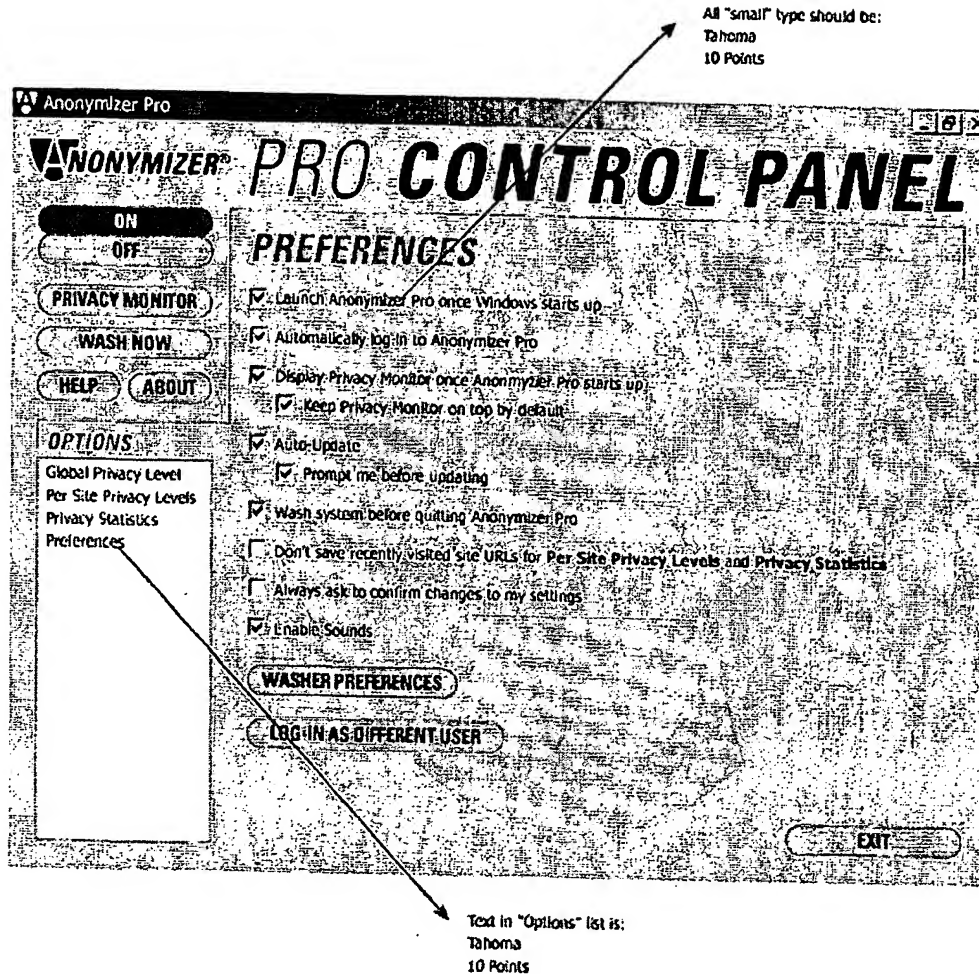 All "small" type should be:
Tahoma
10 Points
Anonymizer Pro
ANONYMIZER®
PRO CONTROL PANEL
ON
OFF
PRIVACY MONITOR
WASH NOW
HELP
ABOUT
OPTIONS
Global Privacy Level
Per Site Privacy Levels
Privacy Statistics
Preferences
PREFERENCES
Launch Anonymizer Pro once Windows starts up
Automatically log in to Anonymizer Pro
Display Privacy Monitor once Anonmyzier Pro starts up
Keep Privacy Monitor on top by default
Auto-Update
Prompt me before updating
Wash system before quitting Anonymizer Pro
Don't save recently visited site URLs for Per Site Privacy Levels and Privacy Statistics
Always ask to confirm changes to my settings
Enable Sounds
WASHER PREFERENCES
LOG-IN AS DIFFERENT USER
EXIT
Text in "Options" list is:
Tahoma
10 Points